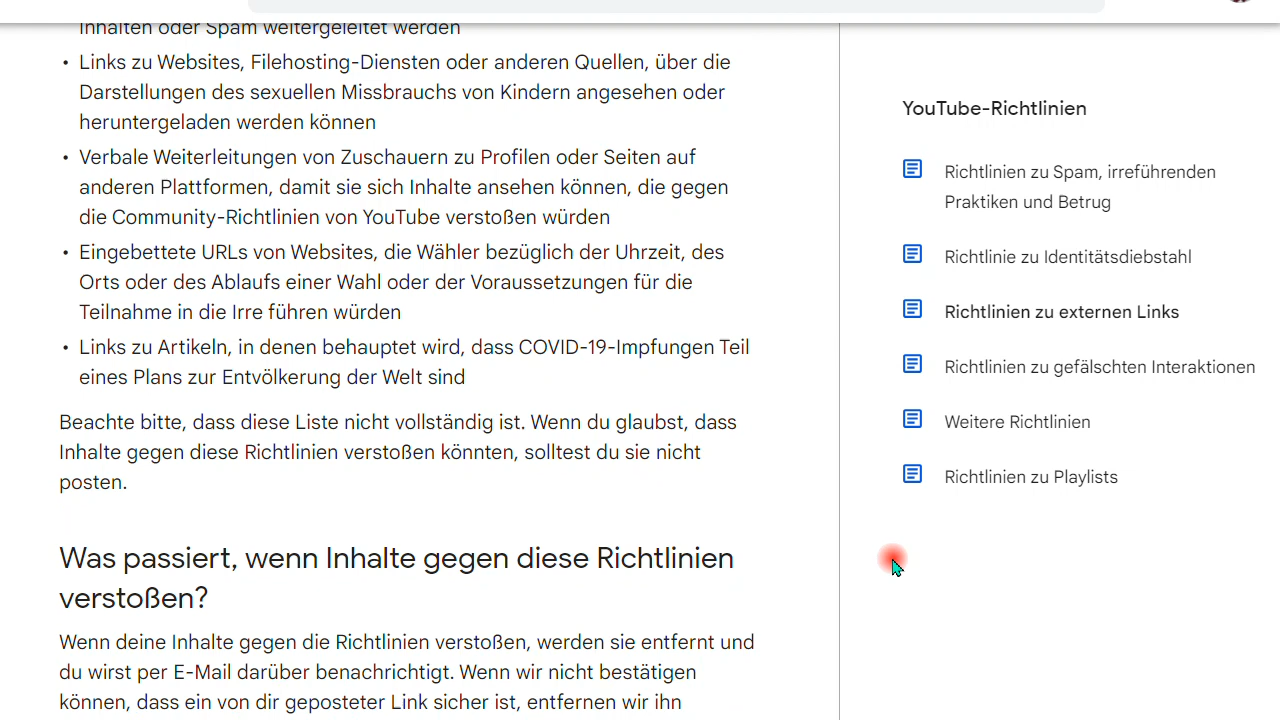 Inhalten oder Spam weitergeleitet werden
• Links zu Websites, Filehosting-Diensten oder anderen Quellen, über die
Darstellungen des sexuellen Missbrauchs von Kindern angesehen oder
heruntergeladen werden können
• Verbale Weiterleitungen von Zuschauern zu Profilen oder Seiten auf
anderen Plattformen, damit sie sich Inhalte ansehen können, die gegen
die Community-Richtlinien von YouTube verstoßen würden
• Eingebettete URLs von Websites, die Wähler bezüglich der Uhrzeit, des
Orts oder des Ablaufs einer Wahl oder der Voraussetzungen für die
Teilnahme in die Irre führen würden
• Links zu Artikeln, in denen behauptet wird, dass COVID-19-Impfungen Teil
eines Plans zur Entvölkerung der Welt sind
Beachte bitte, dass diese Liste nicht vollständig ist. Wenn du glaubst, dass
Inhalte gegen diese Richtlinien verstoßen könnten, solltest du sie nicht
posten.
Was passiert, wenn Inhalte gegen diese Richtlinien
verstoßen?
Wenn deine Inhalte gegen die Richtlinien verstoßen, werden sie entfernt und
du wirst per E-Mail darüber benachrichtigt. Wenn wir nicht bestätigen
können, dass ein von dir geposteter Link sicher ist, entfernen wir ihn
YouTube-Richtlinien
Richtlinien zu Spam, irreführenden
Praktiken und Betrug
Richtlinie zu Identitätsdiebstahl
Richtlinien zu externen Links
Richtlinien zu gefälschten Interaktionen
Weitere Richtlinien
Richtlinien zu Playlists